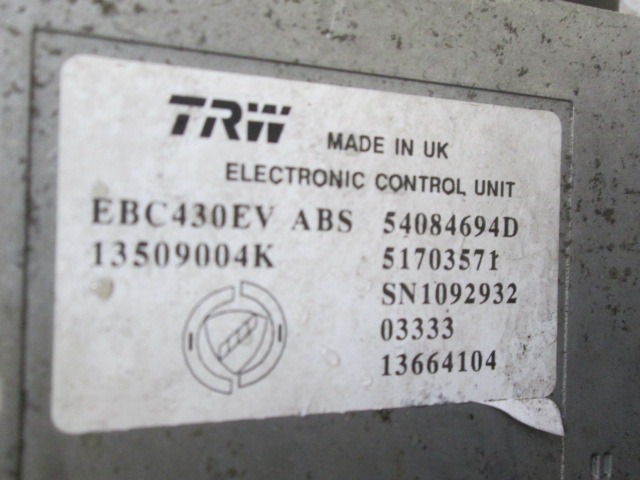 TRW
MADE IN UK
ELECTRONIC CONTROL UNIT
EBC430EV ABS 54084694D
13509004K 51703571
SN1092932
03333
13664104